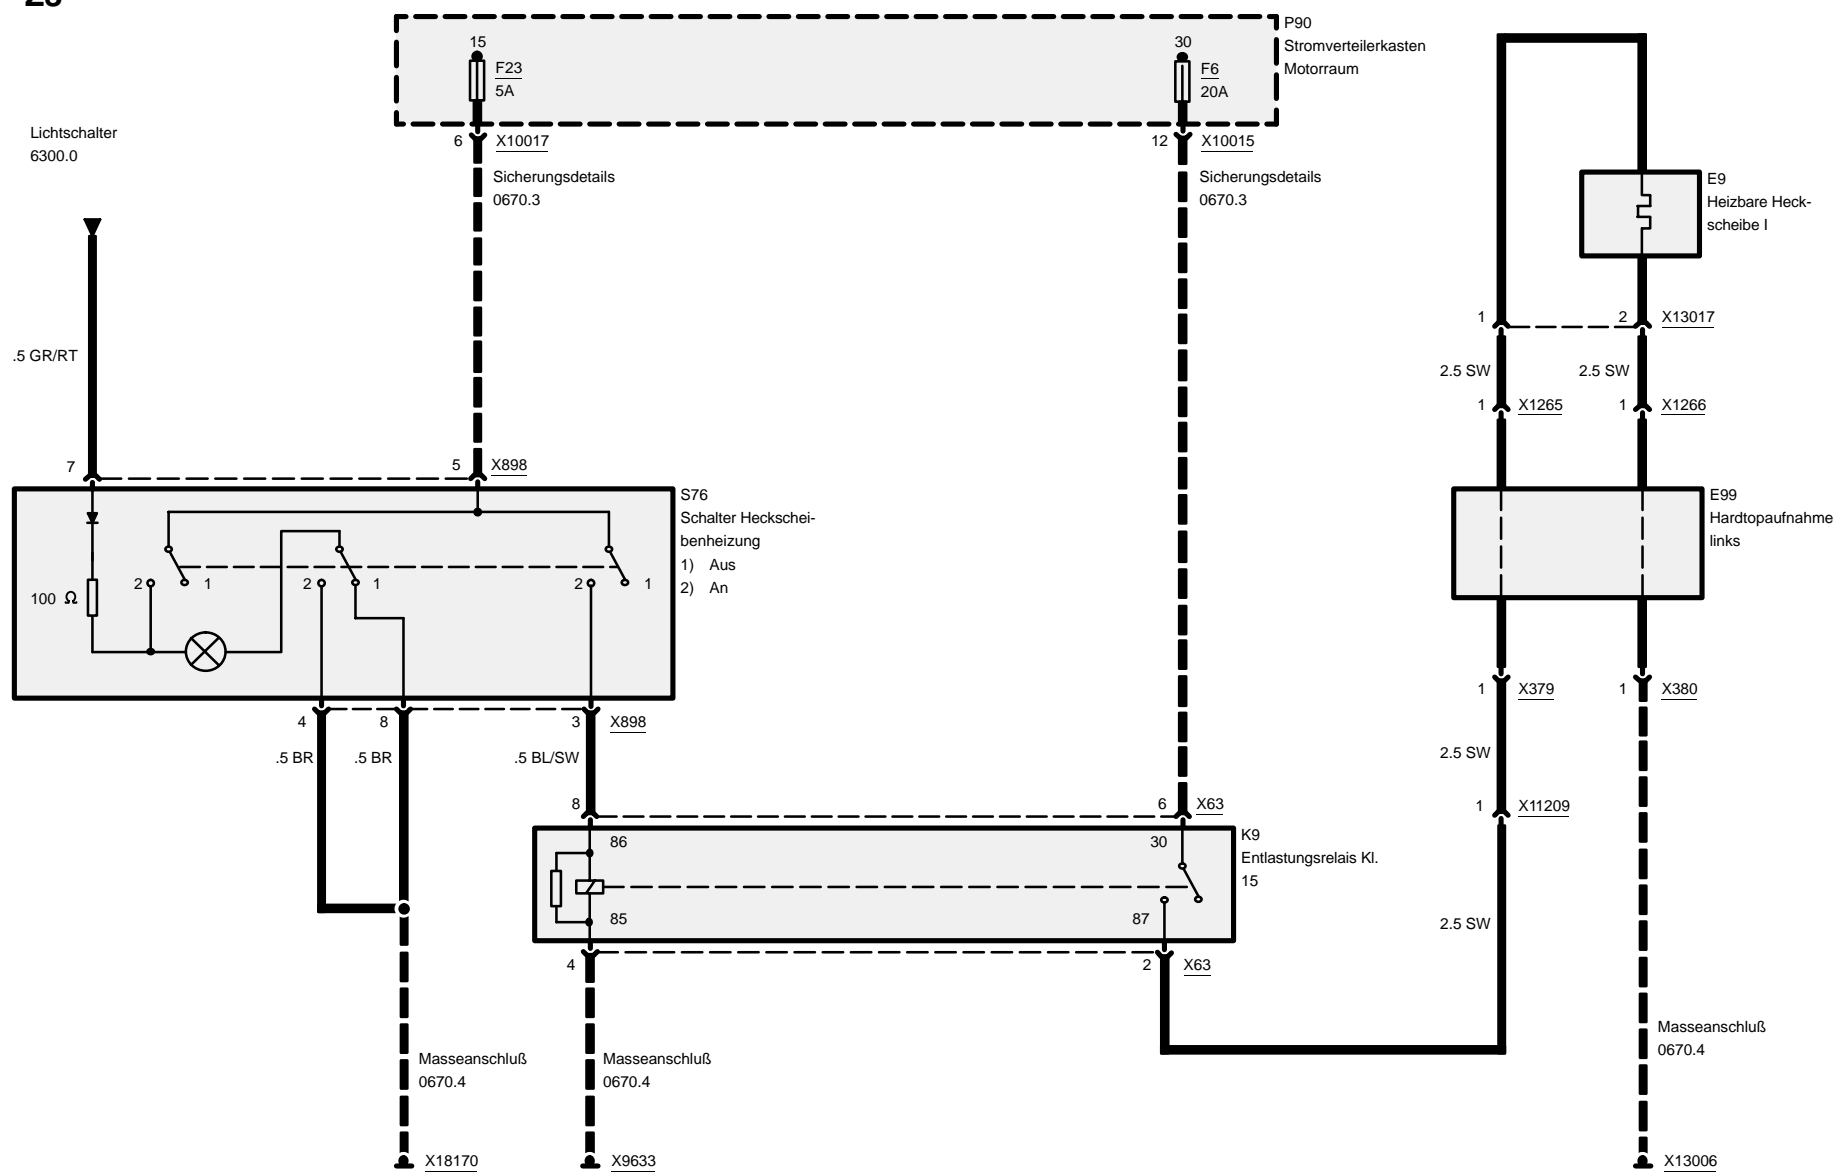 P90
Stromverteilerkasten
Motorraum
15
F23
5A
30
F6
20A
6 X10017
12 X10015
Lichtschalter
6300.0
Sicherungsdetails
0670.3
Sicherungsdetails
0670.3
E9
Heizbare Heck-
scheibe I
1 2 X13017
.5 GR/RT
2.5 SW 2.5 SW
1 X1265 1 X1266
7 5 X898
S76
Schalter Heckschei-
benheizung
1) Aus
2) An
E99
Hardtopaufnahme
links
100 Ω
2 1 2 1 2 1
1 X379 1 X380
4 8 3 X898
.5 BR .5 BR .5 BL/SW
2.5 SW
8 6 X63
1 X11209
K9
Entlastungsrelais Kl.
15
86 30
85 87
2.5 SW
4 2 X63
Masseanschluß
0670.4
Masseanschluß
0670.4
Masseanschluß
0670.4
X18170 X9633 X13006